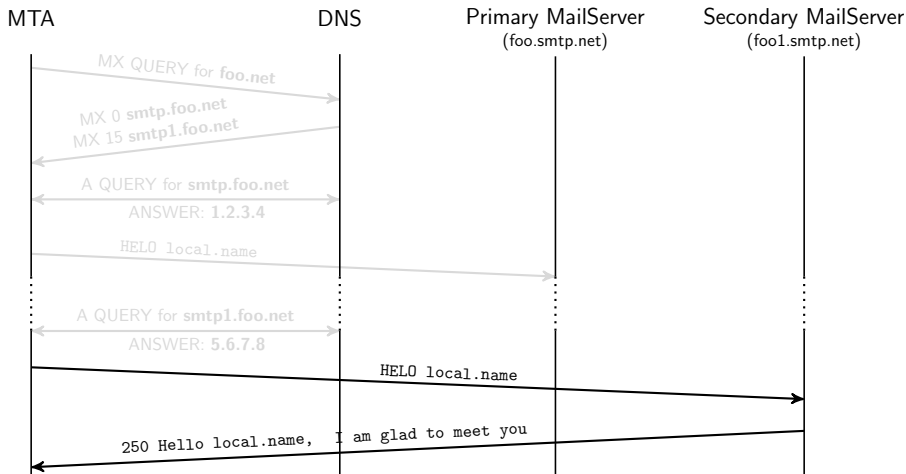 MTA
DNS
Primary MailServer
(foo.smtp.net)
Secondary MailServer
(foo1.smtp.net)
MX QUERY for foo.net
MX 0 smtp.foo.net
MX 15 smtp1.foo.net
A QUERY for smtp.foo.net
ANSWER: 1.2.3.4
HELO local.name
A QUERY for smtp1.foo.net
ANSWER: 5.6.7.8
HELO local.name
250 Hello local.name, I am glad to meet you